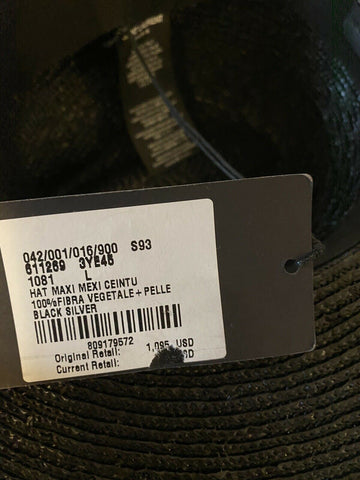 042/001/016/900 S93
611269 3YE45
1081 L
HAT MAXI MEXI CEINTU
100%FIBRA VEGETALE+PELLE
BLACK SILVER
809179572
Original Retail: 1,095 USD
Current Retail: